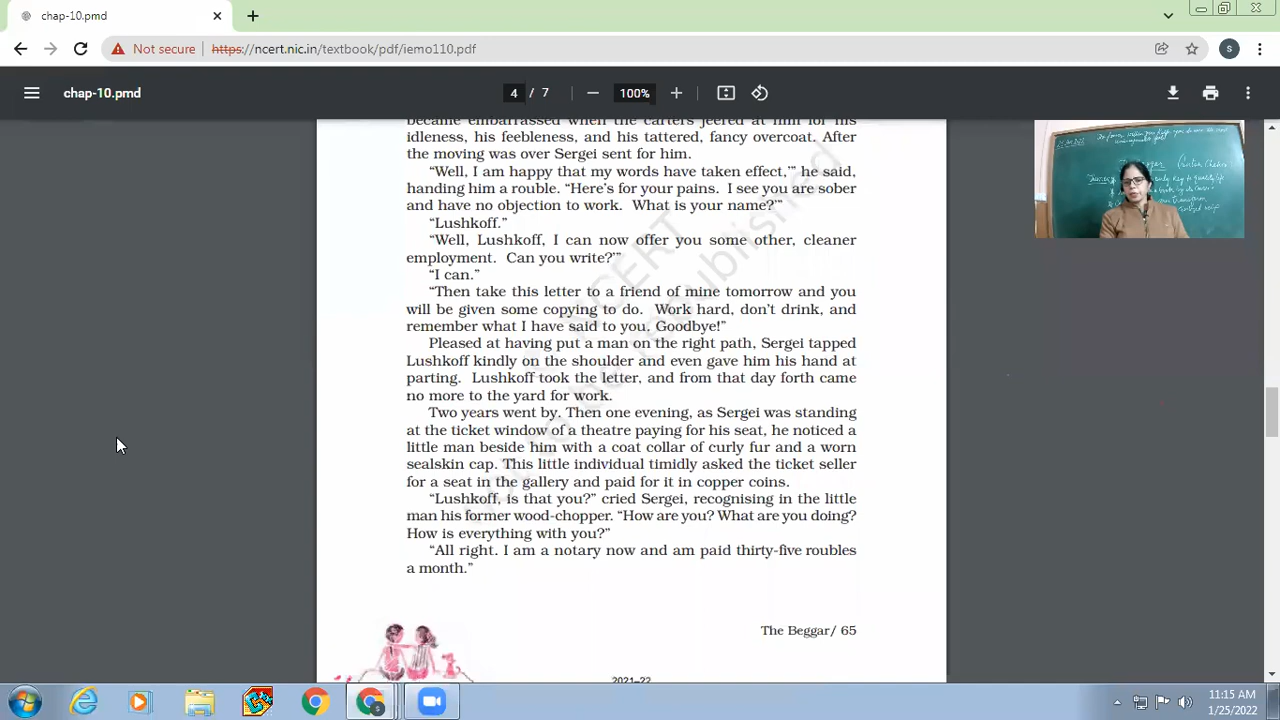 chap-10.pmd
Not secure
https://ncert.nic.in/textbook/pdf/iemo110.pdf
s
chap-10.pmd
4 / 7
100%
became embarrassed when the carters jeered at him for his
idleness, his feebleness, and his tattered, fancy overcoat. After
the moving was over Sergei sent for him.
“Well, I am happy that my words have taken effect,’” he said,
handing him a rouble. “Here’s for your pains. I see you are sober
and have no objection to work. What is your name?’”
“Lushkoff.”
“Well, Lushkoff, I can now offer you some other, cleaner
employment. Can you write?’”
“I can.”
“Then take this letter to a friend of mine tomorrow and you
will be given some copying to do. Work hard, don’t drink, and
remember what I have said to you. Goodbye!”
Pleased at having put a man on the right path, Sergei tapped
Lushkoff kindly on the shoulder and even gave him his hand at
parting. Lushkoff took the letter, and from that day forth came
no more to the yard for work.
Two years went by. Then one evening, as Sergei was standing
at the ticket window of a theatre paying for his seat, he noticed a
little man beside him with a coat collar of curly fur and a worn
sealskin cap. This little individual timidly asked the ticket seller
for a seat in the gallery and paid for it in copper coins.
“Lushkoff, is that you?” cried Sergei, recognising in the little
man his former wood-chopper. “How are you? What are you doing?
How is everything with you?”
“All right. I am a notary now and am paid thirty-five roubles
a month.”
The Beggar/ 65
2021–22
11:15 AM
1/25/2022